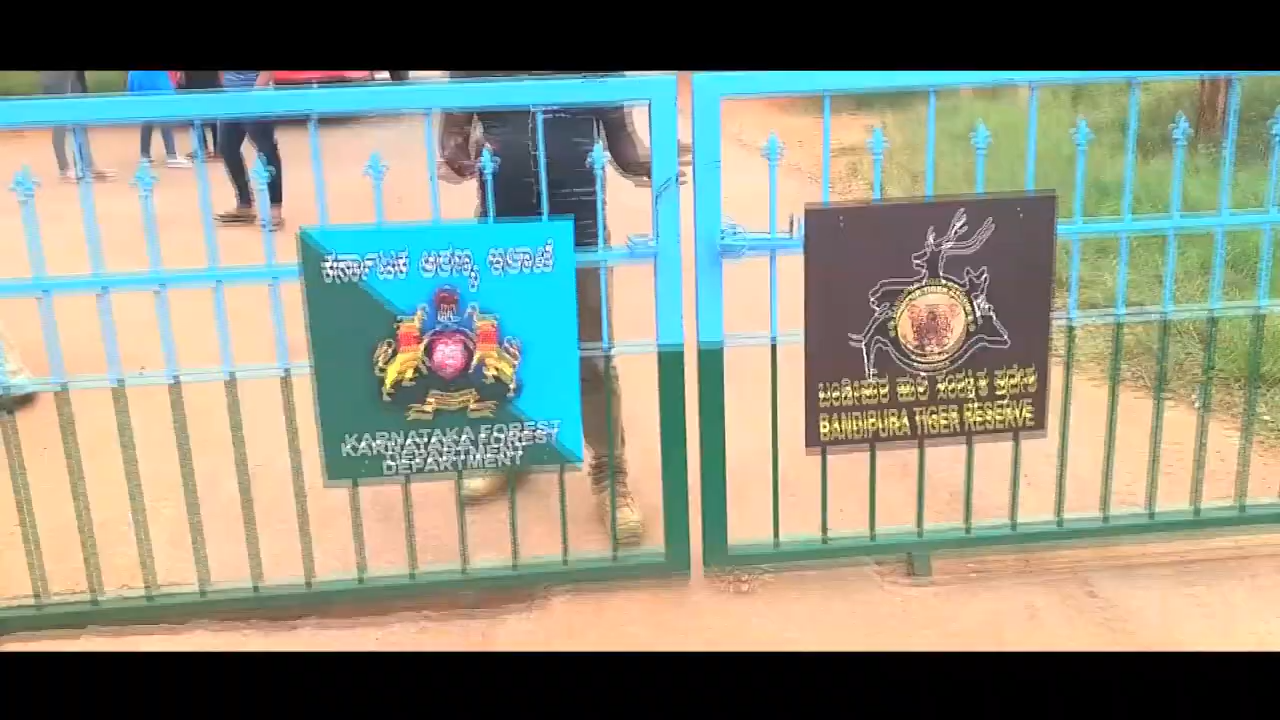 ಕರ್ನಾಟಕ ಅರಣ್ಯ ಇಲಾಖೆ
KARNATAKA FOREST
DEPARTMENT
ಬಂಡೀಪುರ ಹುಲಿ ಸಂರಕ್ಷಿತ ಪ್ರದೇಶ
BANDIPURA TIGER RESERVE